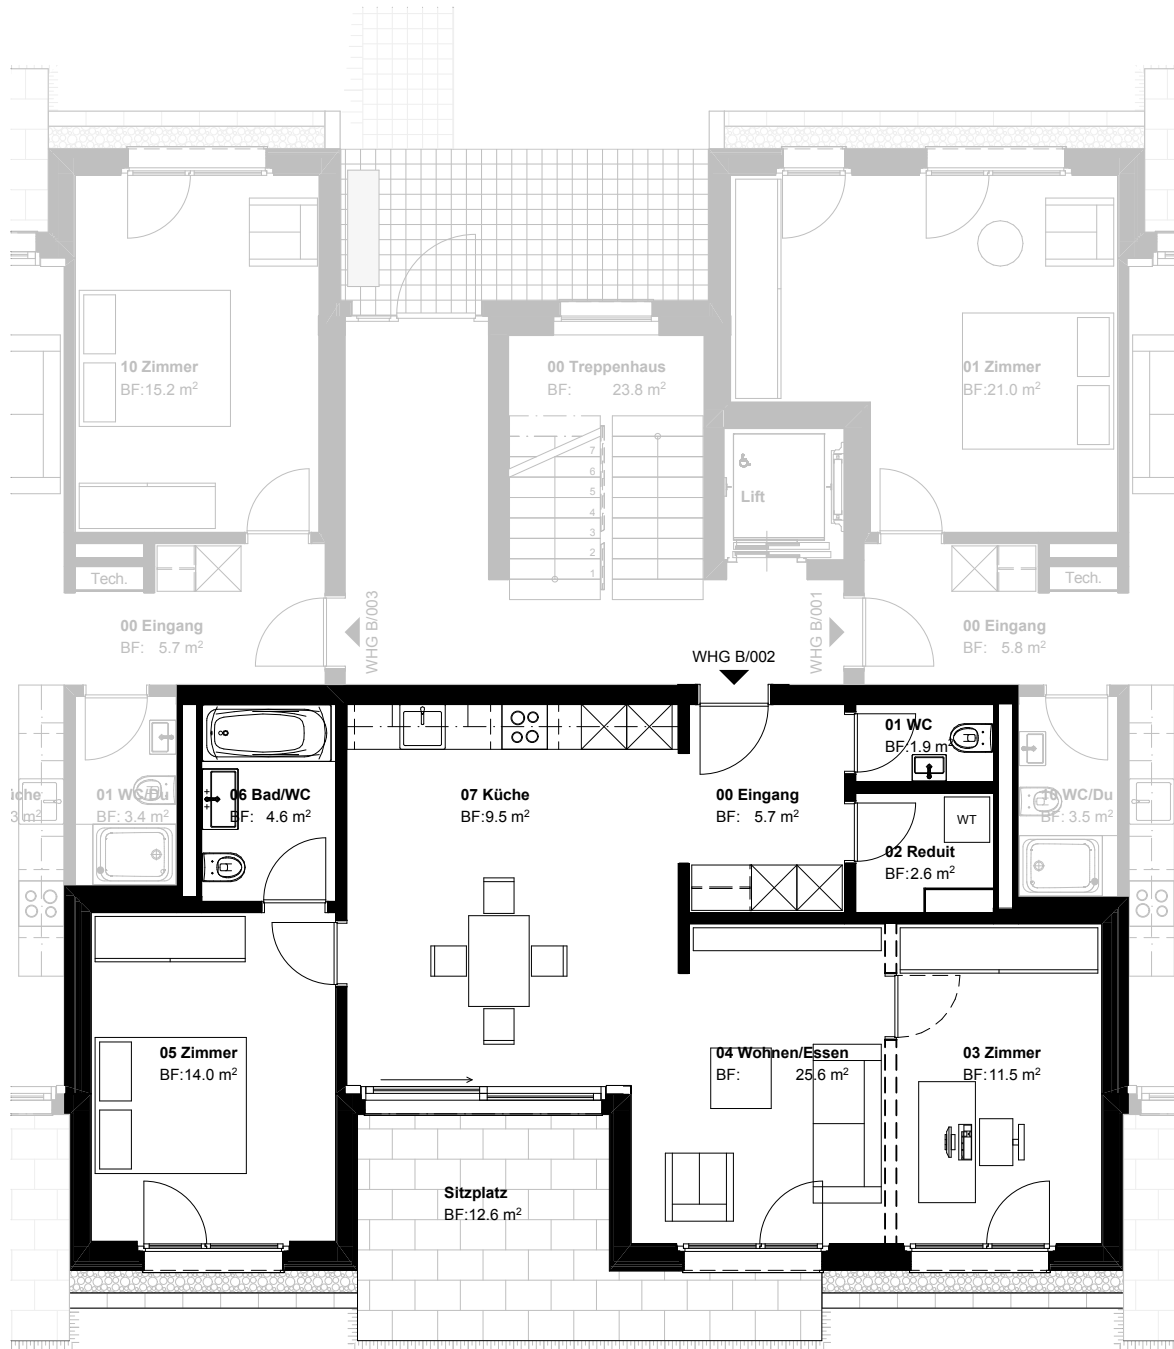 10 Zimmer
BF:15.2 m²
00 Treppenhaus
BF: 23.8 m²
01 Zimmer
BF:21.0 m²
7
6
5
4
3
2
1
Lift
Tech.
Tech.
00 Eingang
BF: 5.7 m²
WHG B/003
WHG B/001
00 Eingang
BF: 5.8 m²
WHG B/002
01 WC
BF:1.9 m²
01 WC/Du
BF: 3.4 m²
06 Bad/WC
BF: 4.6 m²
07 Küche
BF:9.5 m²
00 Eingang
BF: 5.7 m²
WT
10 WC/Du
BF: 3.5 m²
02 Reduit
BF:2.6 m²
05 Zimmer
BF:14.0 m²
04 Wohnen/Essen
BF: 25.6 m²
03 Zimmer
BF:11.5 m²
Sitzplatz
BF:12.6 m²